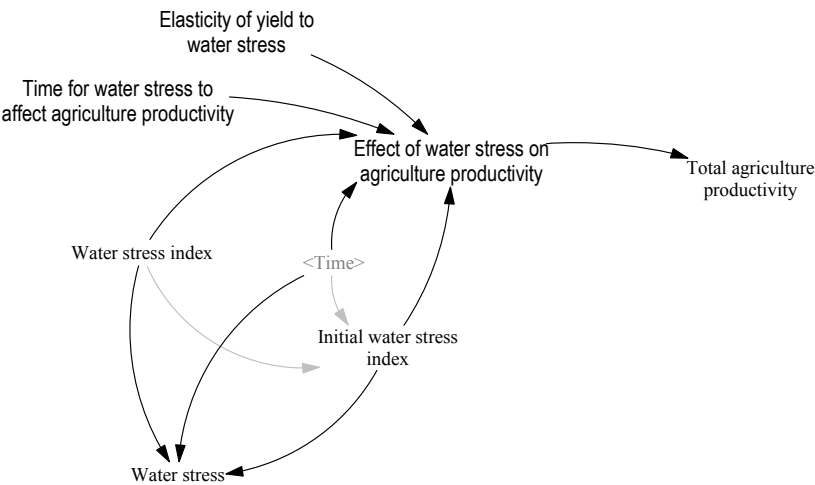 Elasticity of yield to
water stress
Time for water stress to
affect agriculture productivity
Effect of water stress on
agriculture productivity
Total agriculture
productivity
Water stress index
<Time>
Initial water stress
index
Water stress